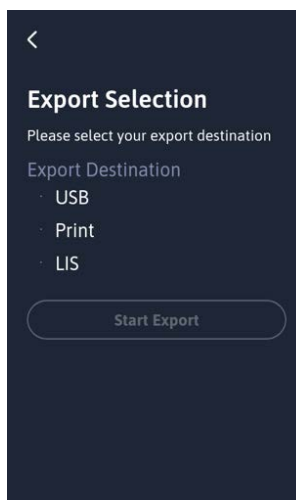 Export Selection
Please select your export destination
Export Destination
USB
Print
LIS
Start Export